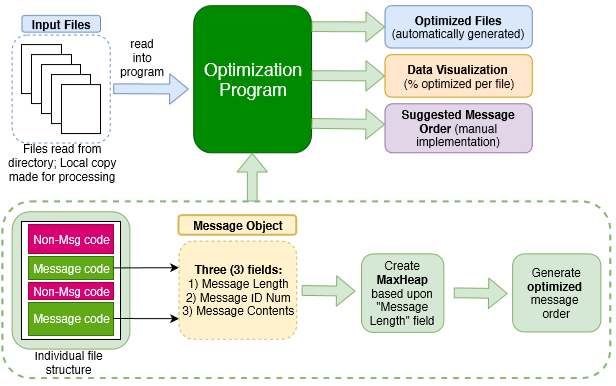 Input Files
read
into
program
Files read from
directory; Local copy
made for processing
Optimization
Program
Optimized Files
(automatically generated)
Data Visualization
(% optimized per file)
Suggested Message
Order (manual
implementation)
Non-Msg code
Message code
Non-Msg code
Message code
Individual file
structure
Message Object
Three (3) fields:
1) Message Length
2) Message ID Num
3) Message Contents
Create
MaxHeap
based upon
"Message
Length" field
Generate
optimized
message
order